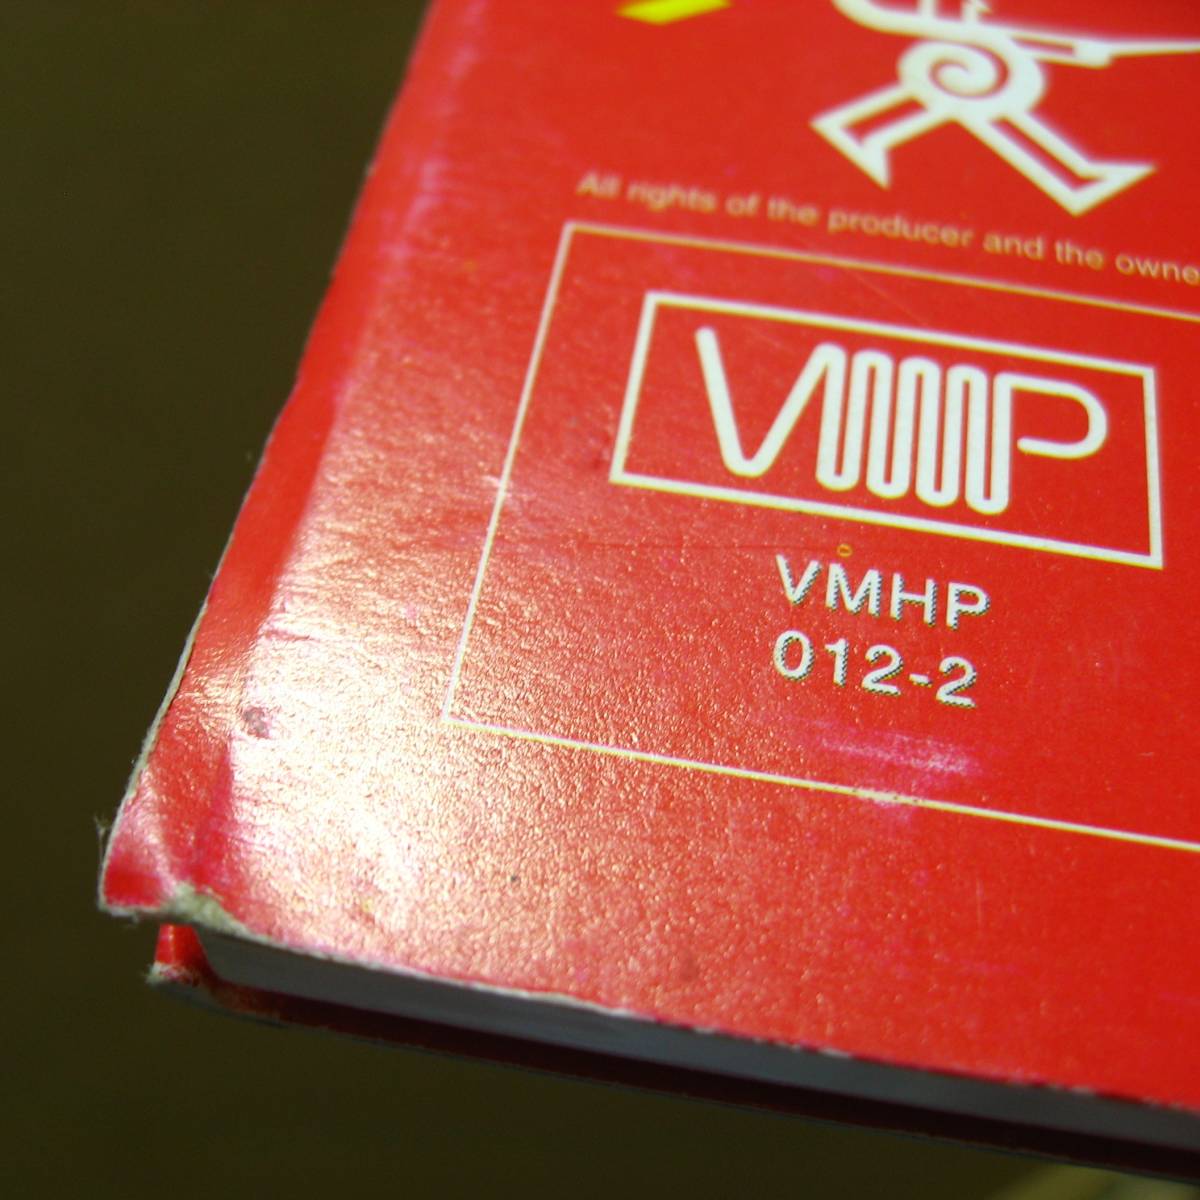 All rights of the producer and the owne
VMP
VMHP
012-2